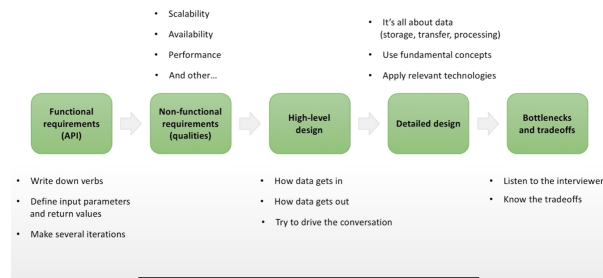 • Scalability
• Availability
• Performance
• And other…
• It's all about data
(storage, transfer, processing)
• Use fundamental concepts
• Apply relevant technologies
Functional
requirements
(API)
Non-functional
requirements
(qualities)
High-level
design
Detailed design
Bottlenecks
and tradeoffs
• Write down verbs
• Define input parameters
and return values
• Make several iterations
• How data gets in
• How data gets out
• Try to drive the conversation
• Listen to the interviewer
• Know the tradeoffs